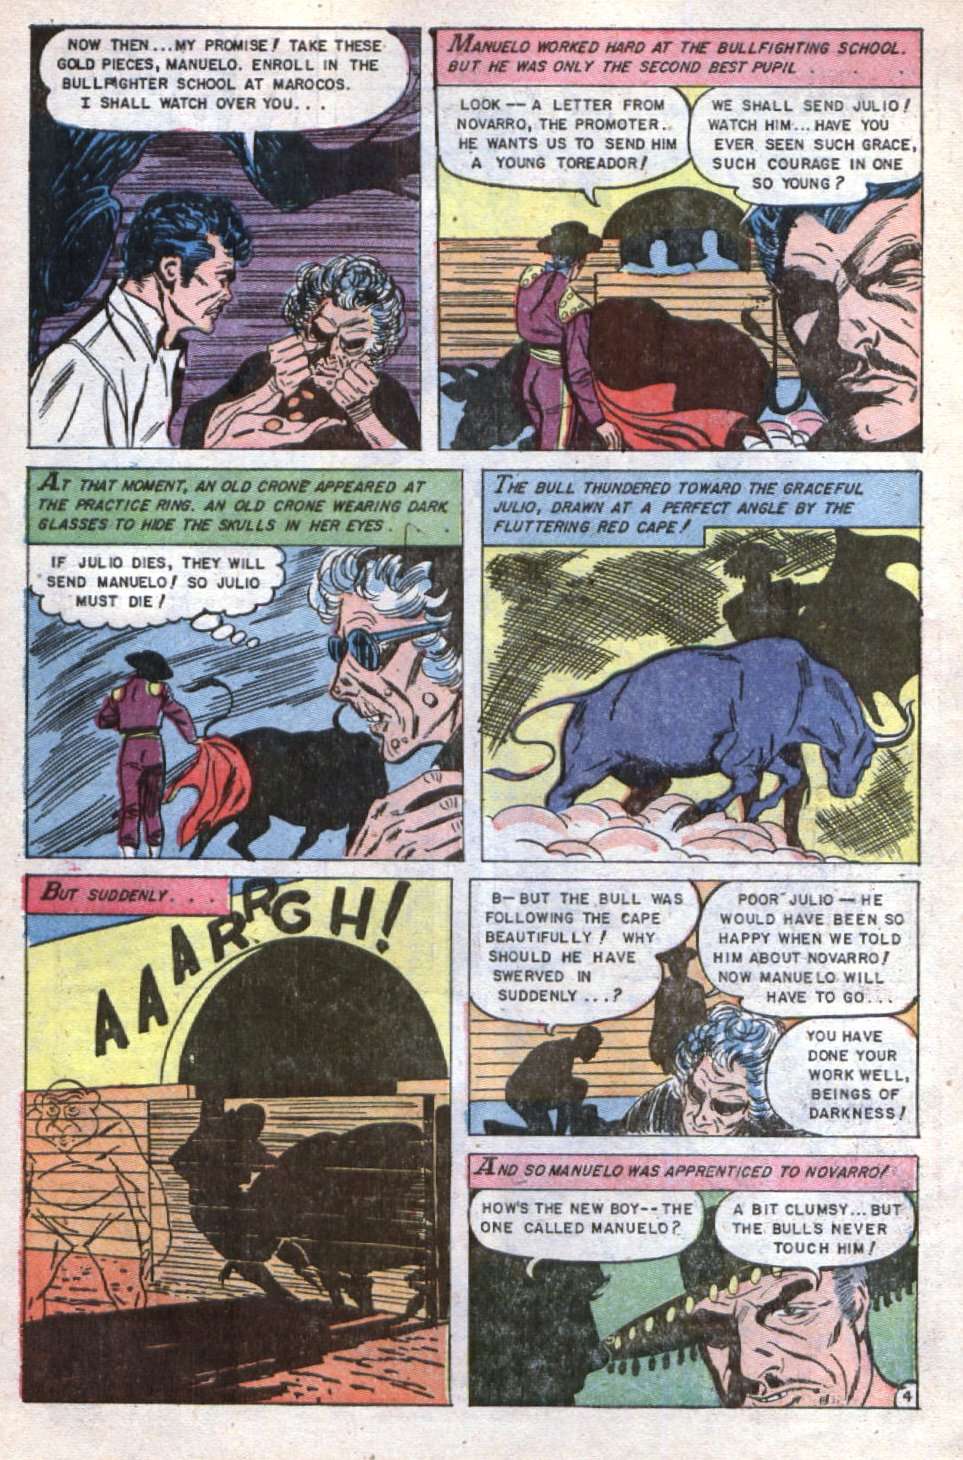 NOW THEN...MY PROMISE! TAKE THESE
GOLD PIECES, MANUELO. ENROLL IN THE
BULLFIGHTER SCHOOL AT MAROCOS.
I SHALL WATCH OVER YOU...
MANUELO WORKED HARD AT THE BULLFIGHTING SCHOOL.
BUT HE WAS ONLY THE SECOND BEST PUPIL . . . .
LOOK -- A LETTER FROM
NOVARRO, THE PROMOTER.
HE WANTS US TO SEND HIM
A YOUNG TOREADOR!
WE SHALL SEND JULIO!
WATCH HIM...HAVE YOU
EVER SEEN SUCH GRACE,
SUCH COURAGE IN ONE
SO YOUNG?
AT THAT MOMENT, AN OLD CRONE APPEARED AT
THE PRACTICE RING. AN OLD CRONE WEARING DARK
GLASSES TO HIDE THE SKULLS IN HER EYES . . .
IF JULIO DIES, THEY WILL
SEND MANUELO! SO JULIO
MUST DIE!
THE BULL THUNDERED TOWARD THE GRACEFUL
JULIO, DRAWN AT A PERFECT ANGLE BY THE
FLUTTERING RED CAPE!
BUT SUDDENLY. . .
AAARRGH!
B-BUT THE BULL WAS
FOLLOWING THE CAPE
BEAUTIFULLY! WHY
SHOULD HE HAVE
SWERVED IN
SUDDENLY...?
POOR JULIO -- HE
WOULD HAVE BEEN SO
HAPPY WHEN WE TOLD
HIM ABOUT NOVARRO!
NOW MANUELO WILL
HAVE TO GO...
YOU HAVE
DONE YOUR
WORK WELL,
BEINGS OF
DARKNESS!
AND SO MANUELO WAS APPRENTICED TO NOVARRO!
HOW'S THE NEW BOY--THE
ONE CALLED MANUELO?
A BIT CLUMSY...BUT
THE BULLS NEVER
TOUCH HIM!
4